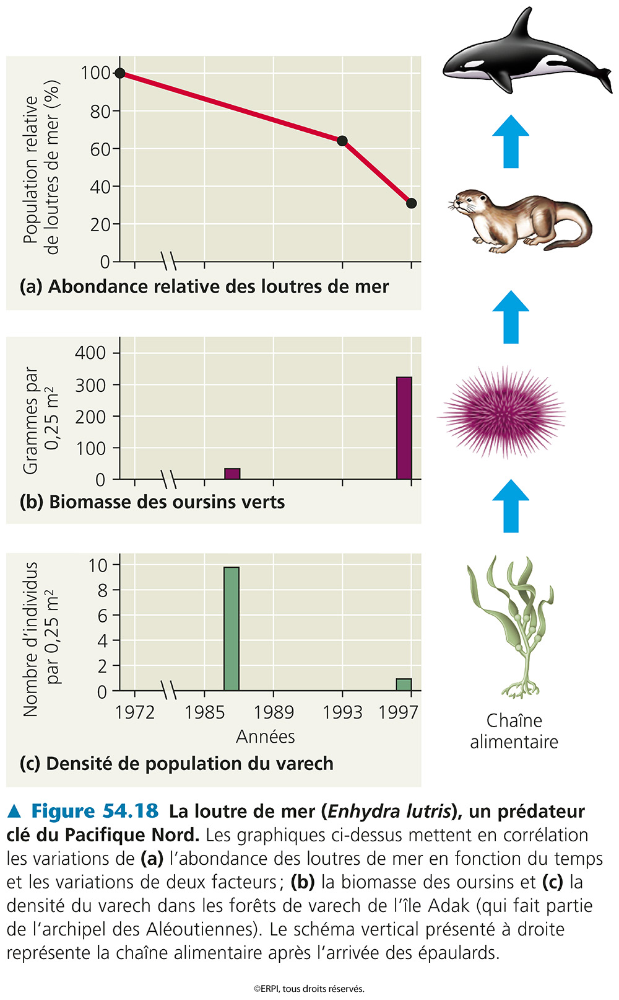 Population relative
de loutres de mer (%)
100
80
60
40
20
0
(a) Abondance relative des loutres de mer
Grammes par
0,25 m²
400
300
200
100
0
(b) Biomasse des oursins verts
Nombre d’individus
par 0,25 m²
10
8
6
4
2
0
1972 1985 1989 1993 1997
Années
(c) Densité de population du varech
Chaîne
alimentaire
▲ Figure 54.18 La loutre de mer (Enhydra lutris), un prédateur
clé du Pacifique Nord. Les graphiques ci-dessus mettent en corrélation
les variations de (a) l’abondance des loutres de mer en fonction du temps
et les variations de deux facteurs ; (b) la biomasse des oursins et (c) la
densité du varech dans les forêts de varech de l’île Adak (qui fait partie
de l’archipel des Aléoutiennes). Le schéma vertical présenté à droite
représente la chaîne alimentaire après l’arrivée des épaulards.
©ERPI, tous droits réservés.